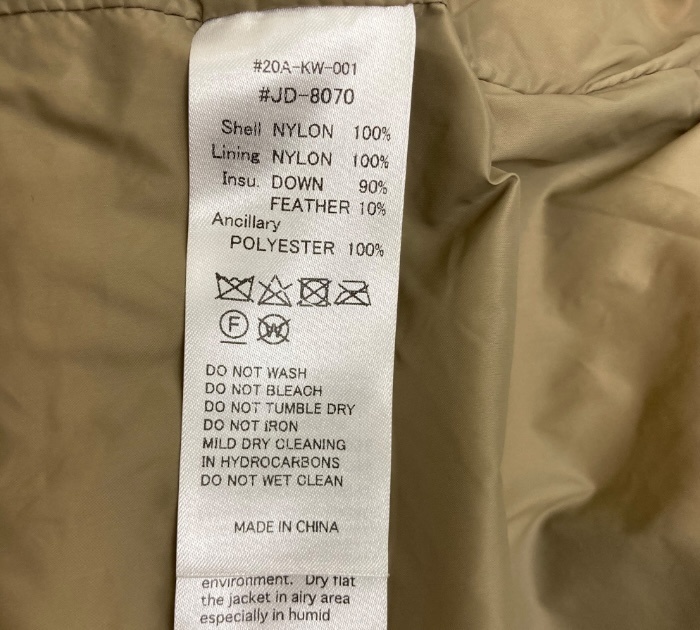 #20A-KW-001
#JD-8070
Shell NYLON 100%
Lining NYLON 100%
Insu. DOWN 90%
FEATHER 10%
Ancillary
POLYESTER 100%
F W
DO NOT WASH
DO NOT BLEACH
DO NOT TUMBLE DRY
DO NOT IRON
MILD DRY CLEANING
IN HYDROCARBONS
DO NOT WET CLEAN
MADE IN CHINA
environment. Dry flat
the jacket in airy area
especially in humid